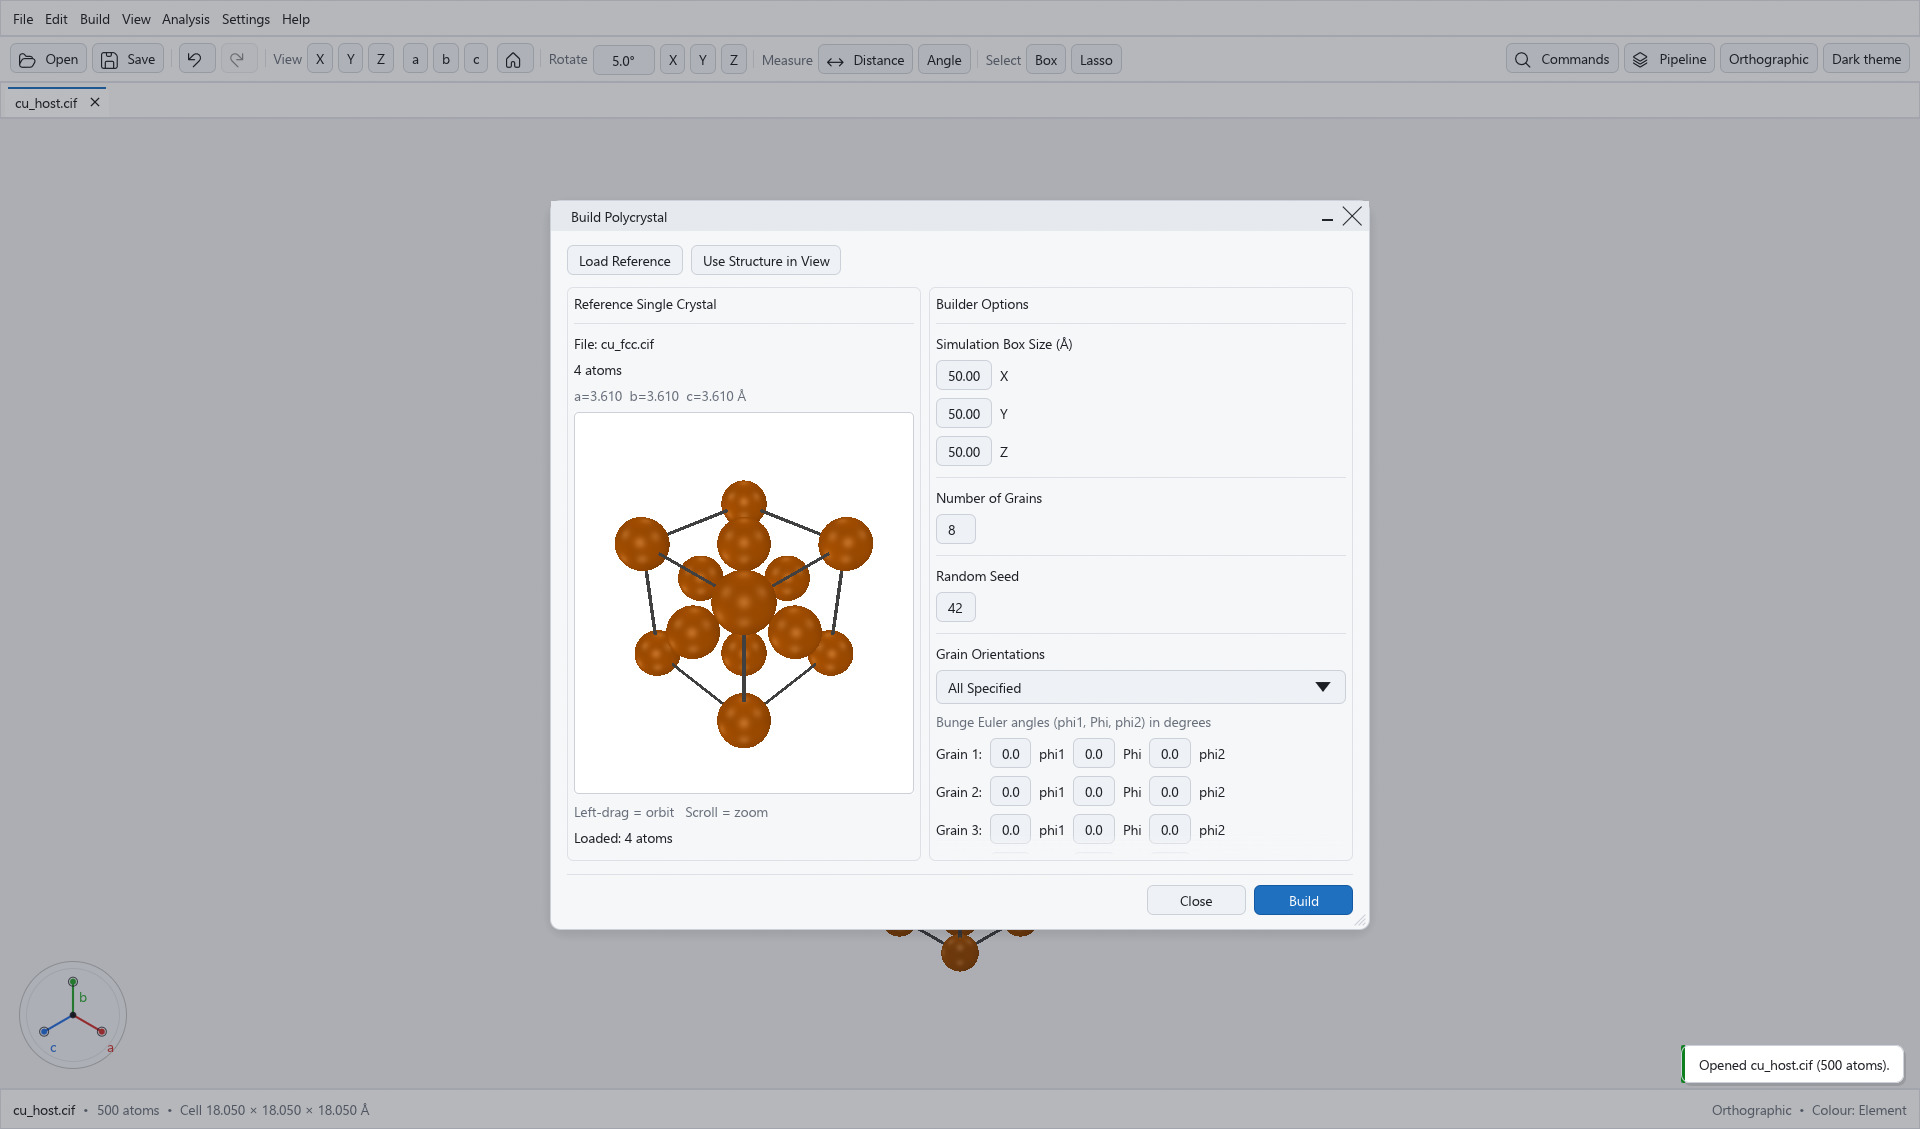 File Edit Build View Analysis Settings Help
Open Save View X Y Z a b c Rotate 5.0° X Y Z Measure Distance Angle Select Box Lasso Commands Pipeline Orthographic Dark theme
cu_host.cif
Build Polycrystal
Load Reference Use Structure in View
Reference Single Crystal
File: cu_fcc.cif
4 atoms
a=3.610 b=3.610 c=3.610 Å
Left-drag = orbit Scroll = zoom
Loaded: 4 atoms
Builder Options
Simulation Box Size (Å)
50.00 X
50.00 Y
50.00 Z
Number of Grains
8
Random Seed
42
Grain Orientations
All Specified
Bunge Euler angles (phi1, Phi, phi2) in degrees
Grain 1: 0.0 phi1 0.0 Phi 0.0 phi2
Grain 2: 0.0 phi1 0.0 Phi 0.0 phi2
Grain 3: 0.0 phi1 0.0 Phi 0.0 phi2
Close Build
b
c a
Opened cu_host.cif (500 atoms).
cu_host.cif • 500 atoms • Cell 18.050 × 18.050 × 18.050 Å
Orthographic • Colour: Element